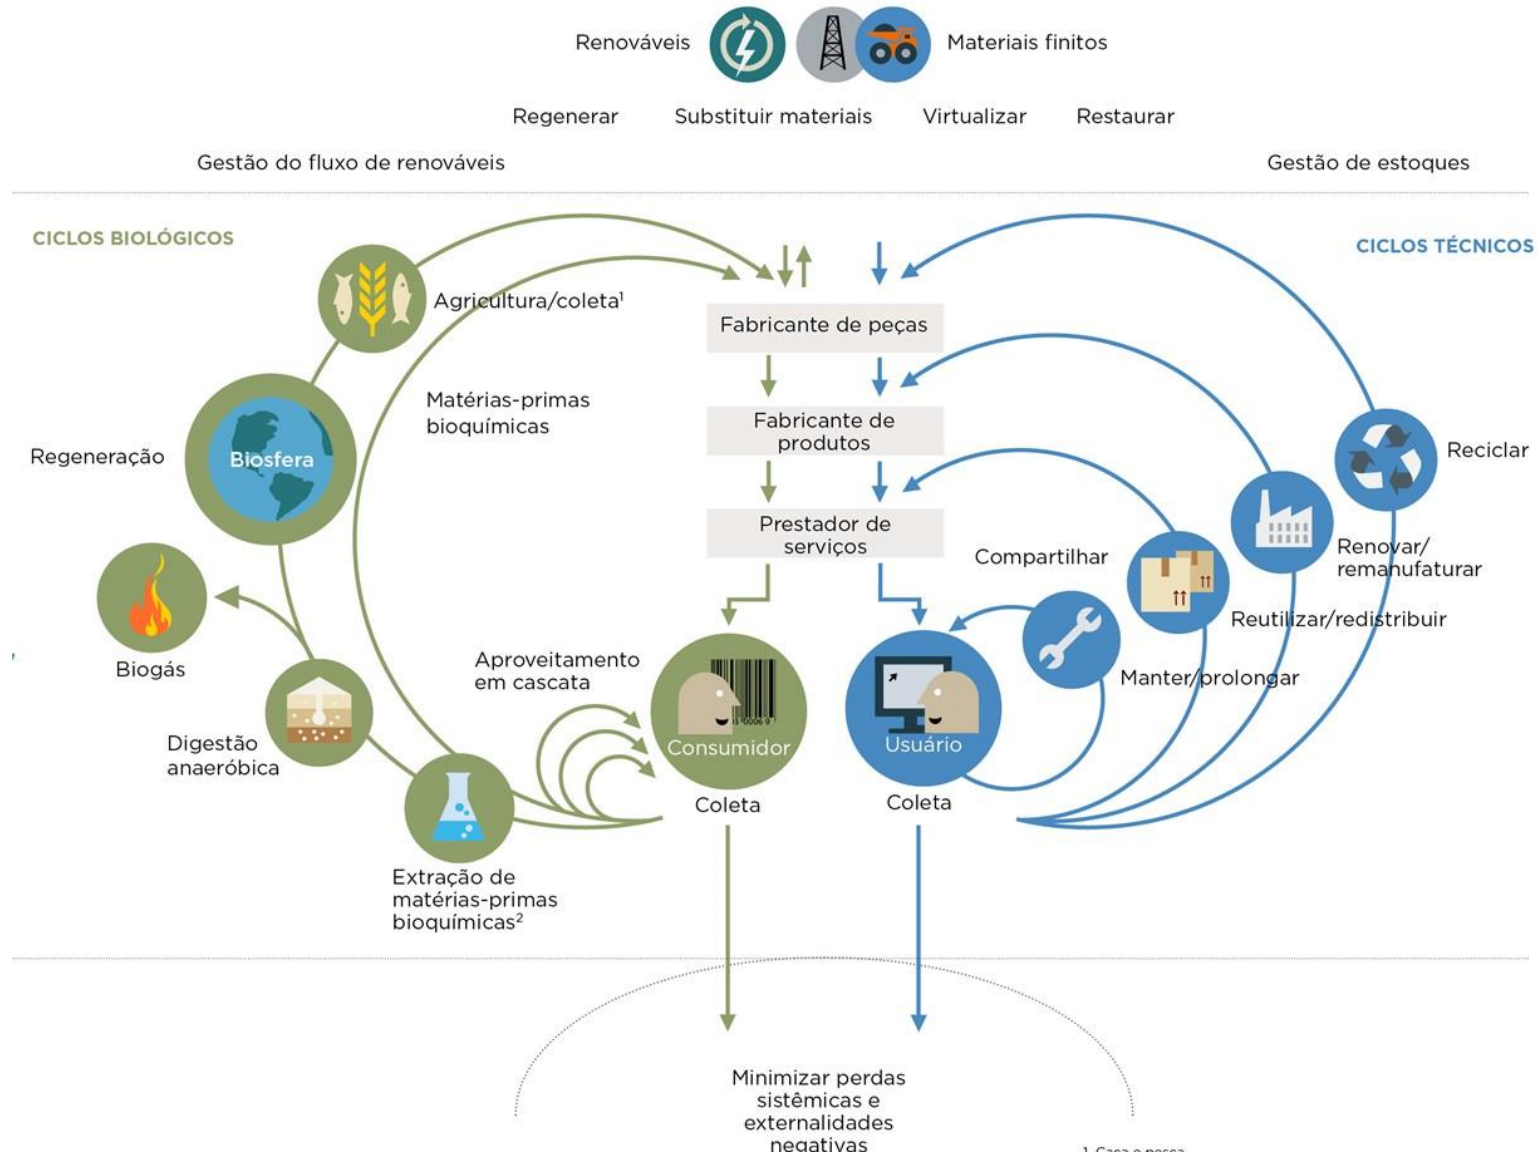 Renováveis
Materiais finitos
Regenerar
Substituir materiais
Virtualizar
Restaurar
Gestão do fluxo de renováveis
Gestão de estoques
CICLOS BIOLÓGICOS
CICLOS TÉCNICOS
Agricultura/coleta¹
Fabricante de peças
Matérias-primas
bioquímicas
Fabricante de
produtos
Regeneração
Biosfera
Reciclar
Prestador de
serviços
Compartilhar
Renovar/
remanufaturar
Reutilizar/redistribuir
Biogás
Aproveitamento
em cascata
Manter/prolongar
Digestão
anaeróbica
Consumidor
Usuário
Coleta
Coleta
Extração de
matérias-primas
bioquímicas²
Minimizar perdas
sistêmicas e
externalidades
negativas